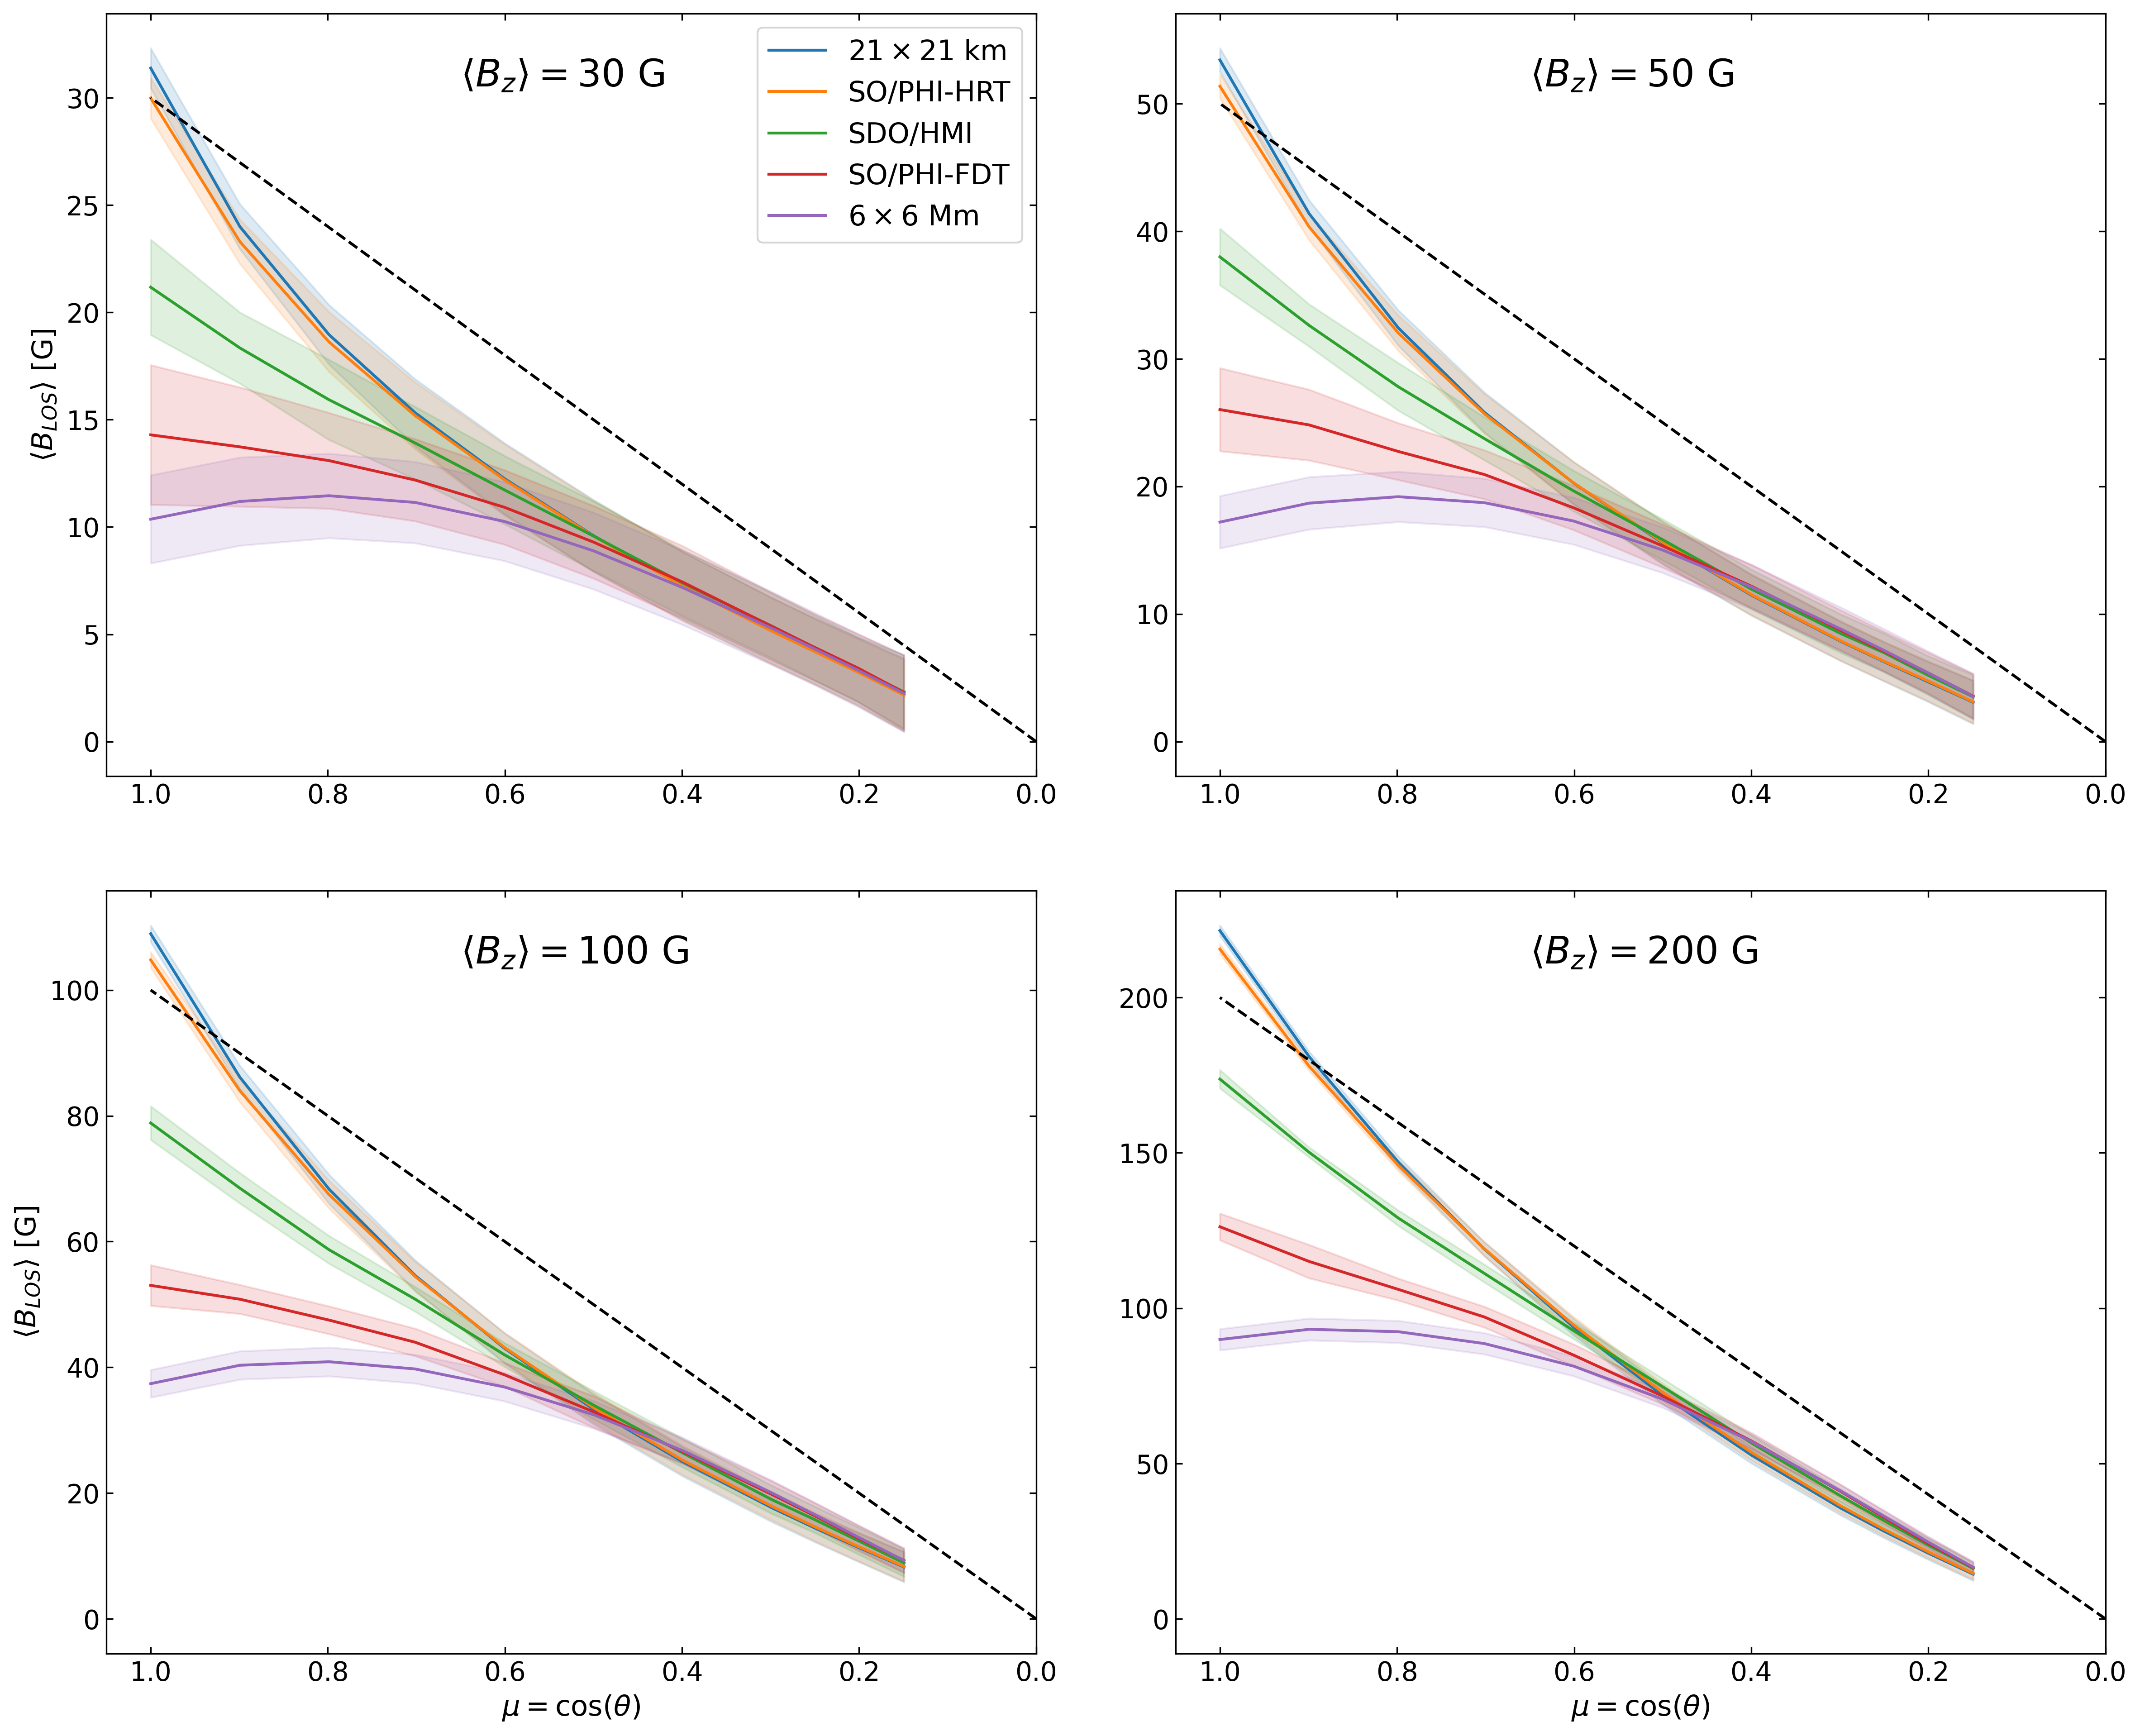 ⟨B_z⟩ = 30 G
21 × 21 km
SO/PHI-HRT
SDO/HMI
SO/PHI-FDT
6 × 6 Mm
⟨B_LOS⟩ [G]
30
25
20
15
10
5
0
1.0 0.8 0.6 0.4 0.2 0.0
⟨B_z⟩ = 50 G
50
40
30
20
10
0
1.0 0.8 0.6 0.4 0.2 0.0
⟨B_z⟩ = 100 G
⟨B_LOS⟩ [G]
100
80
60
40
20
0
1.0 0.8 0.6 0.4 0.2 0.0
μ = cos(θ)
⟨B_z⟩ = 200 G
200
150
100
50
0
1.0 0.8 0.6 0.4 0.2 0.0
μ = cos(θ)